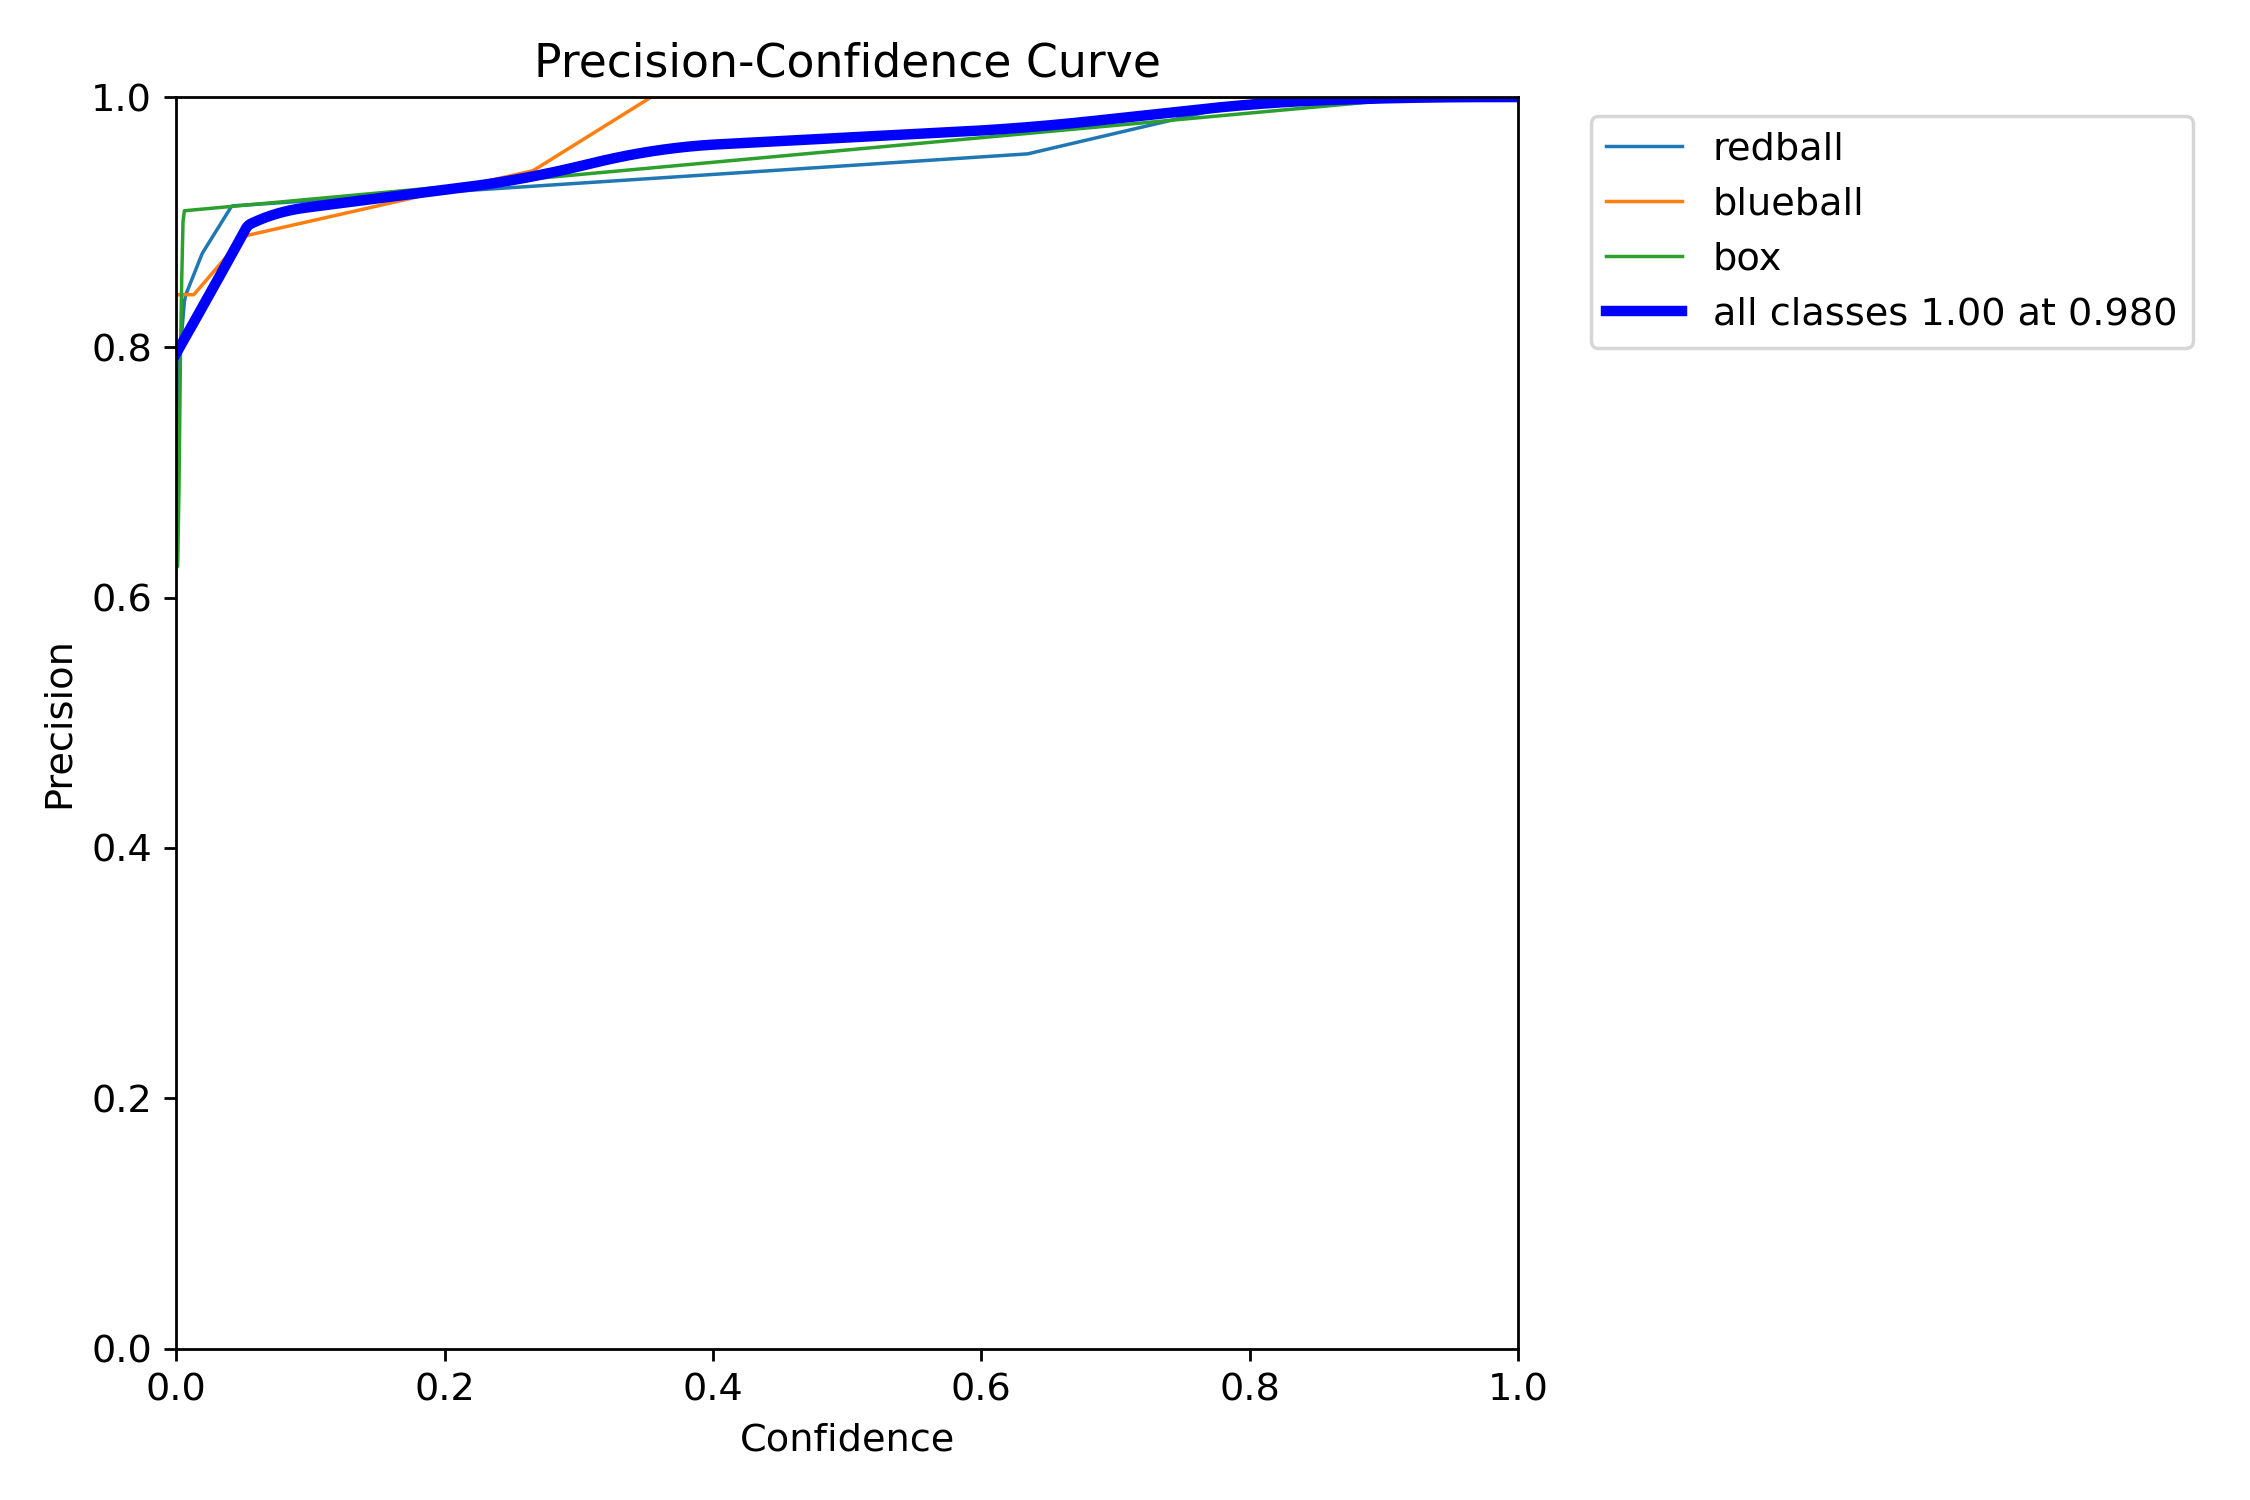 Precision-Confidence Curve
1.0
0.8
0.6
0.4
0.2
0.0
Precision
0.0 0.2 0.4 0.6 0.8 1.0
Confidence
redball
blueball
box
all classes 1.00 at 0.980